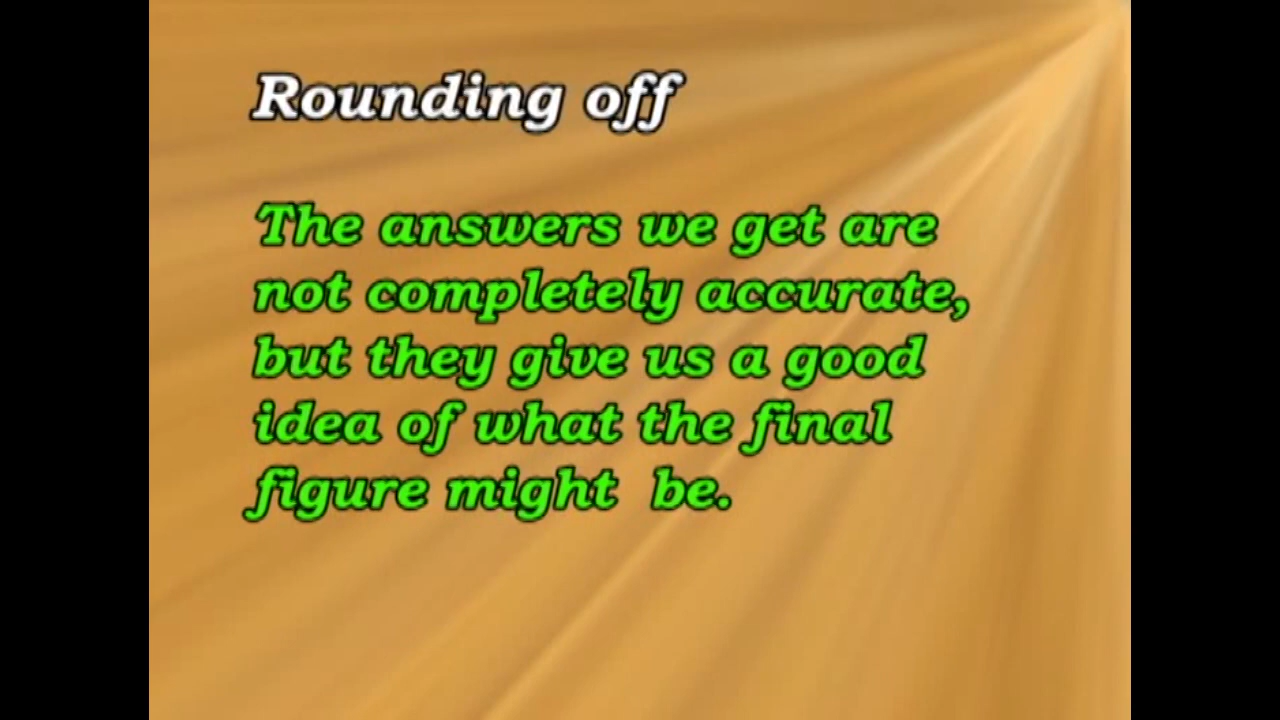 Rounding off
The answers we get are
not completely accurate,
but they give us a good
idea of what the final
figure might  be.